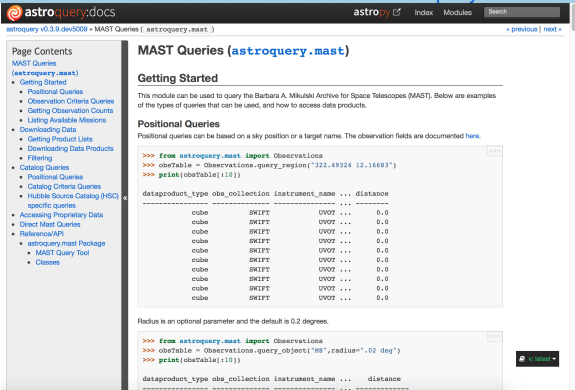 astroquery:docs
astropy Index Modules Search
astroquery v0.3.9.dev5009 » MAST Queries ( astroquery.mast )
« previous | next »
Page Contents
MAST Queries
(astroquery.mast)
Getting Started
Positional Queries
Observation Criteria Queries
Getting Observation Counts
Listing Available Missions
Downloading Data
Getting Product Lists
Downloading Data Products
Filtering
Catalog Queries
Positional Queries
Catalog Criteria Queries
Hubble Source Catalog (HSC)
specific queries
Accessing Proprietary Data
Direct Mast Queries
Reference/API
astroquery.mast Package
MAST Query Tool
Classes
«
MAST Queries (astroquery.mast)
Getting Started
This module can be used to query the Barbara A. Mikulski Archive for Space Telescopes (MAST). Below are examples
of the types of queries that can be used, and how to access data products.
Positional Queries
Positional queries can be based on a sky position or a target name. The observation fields are documented here.
>>>
>>> from astroquery.mast import Observations
>>> obsTable = Observations.query_region("322.49324 12.16683")
>>> print(obsTable[:10])
dataproduct_type obs_collection instrument_name ... distance
---------------- -------------- --------------- ... --------
cube SWIFT UVOT ... 0.0
cube SWIFT UVOT ... 0.0
cube SWIFT UVOT ... 0.0
cube SWIFT UVOT ... 0.0
cube SWIFT UVOT ... 0.0
cube SWIFT UVOT ... 0.0
cube SWIFT UVOT ... 0.0
cube SWIFT UVOT ... 0.0
cube SWIFT UVOT ... 0.0
cube SWIFT UVOT ... 0.0
Radius is an optional parameter and the default is 0.2 degrees.
>>>
>>> from astroquery.mast import Observations
>>> obsTable = Observations.query_object("M8",radius=".02 deg")
>>> print(obsTable[:10])
dataproduct_type obs_collection instrument_name ... distance
v: latest